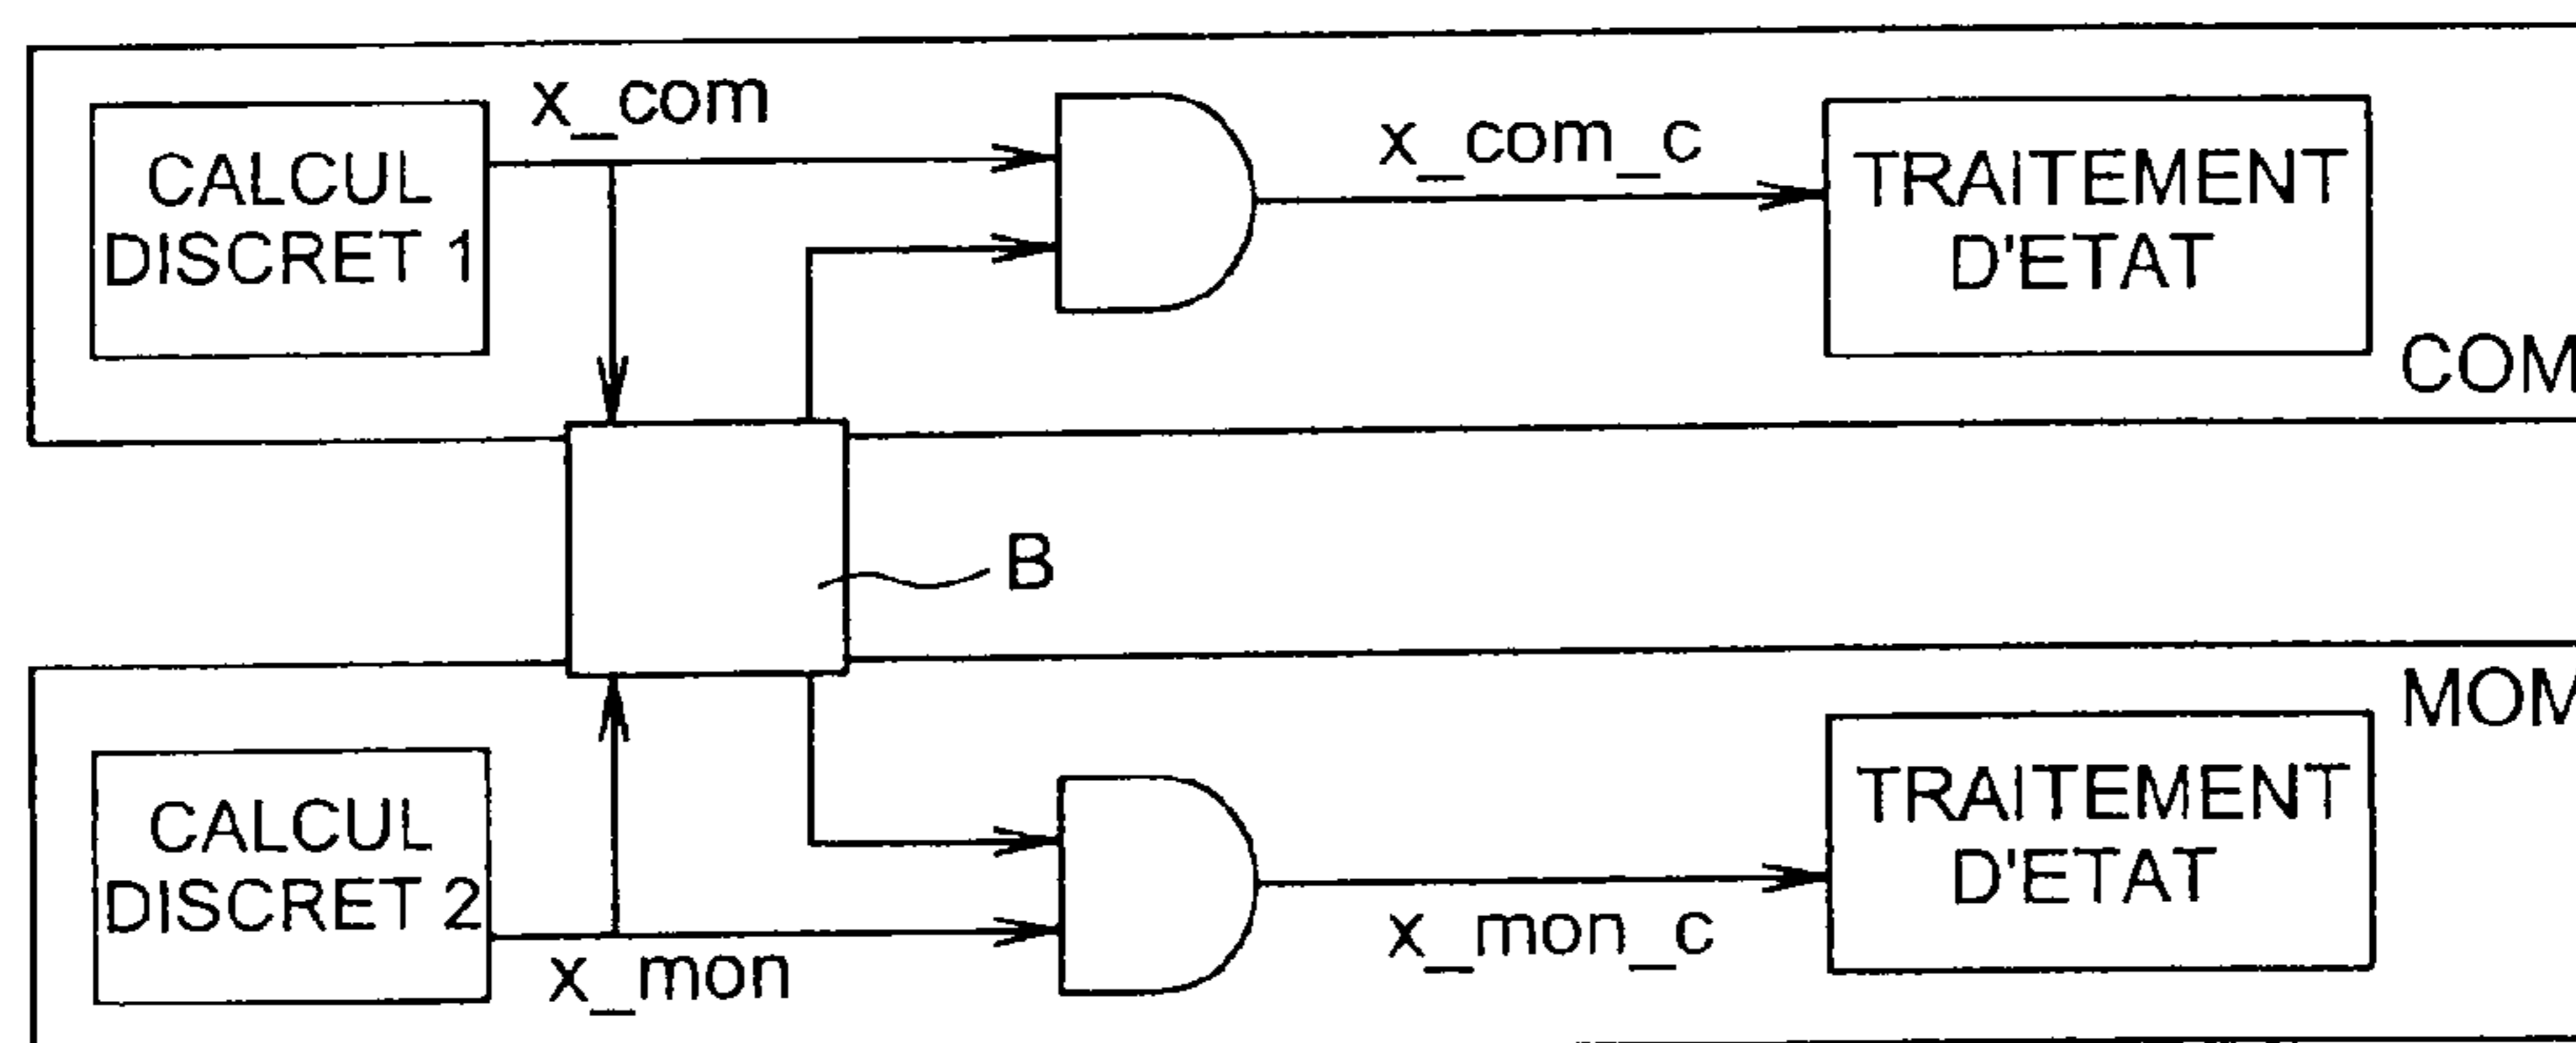 x_com
CALCUL
DISCRET 1
x_com_c
TRAITEMENT
D'ETAT
COM
B
MOM
CALCUL
DISCRET 2
x_mon
x_mon_c
TRAITEMENT
D'ETAT